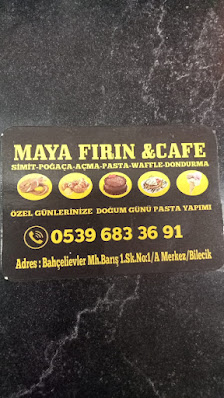 MAYA FIRIN &CAFE
SİMİT-POĞAÇA-AÇMA-PASTA-WAFFLE-DONDURMA
ÖZEL GÜNLERİNİZE DOĞUM GÜNÜ PASTA YAPIMI
0539 683 36 91
Adres : Bahçelievler Mh.Barış 1.Sk.No:1/A Merkez/Bilecik